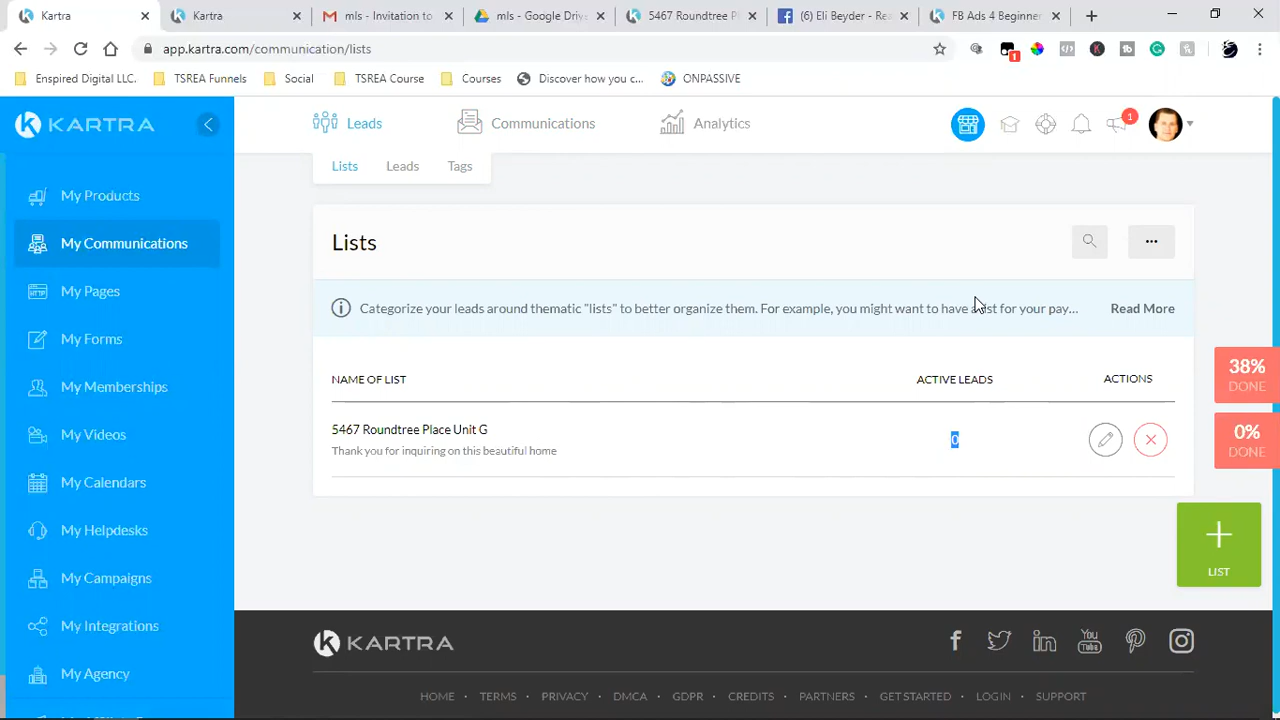 Kartra
Kartra
mls - Invitation to
mls - Google Driv
5467 Roundtree Pl
(6) Eli Beyder - Rea
FB Ads 4 Beginner
app.kartra.com/communication/lists
1
Enspired Digital LLC.
TSREA Funnels
Social
TSREA Course
Courses
Discover how you c...
ONPASSIVE
KARTRA
Leads
Communications
Analytics
1
Lists
Leads
Tags
My Products
My Communications
My Pages
My Forms
My Memberships
My Videos
My Calendars
My Helpdesks
My Campaigns
My Integrations
My Agency
Lists
...
Categorize your leads around thematic "lists" to better organize them. For example, you might want to have a list for your pay...
Read More
NAME OF LIST
ACTIVE LEADS
ACTIONS
5467 Roundtree Place Unit G
Thank you for inquiring on this beautiful home
0
38%
DONE
0%
DONE
LIST
KARTRA
HOME • TERMS • PRIVACY • DMCA • GDPR • CREDITS • PARTNERS • GET STARTED • LOGIN • SUPPORT